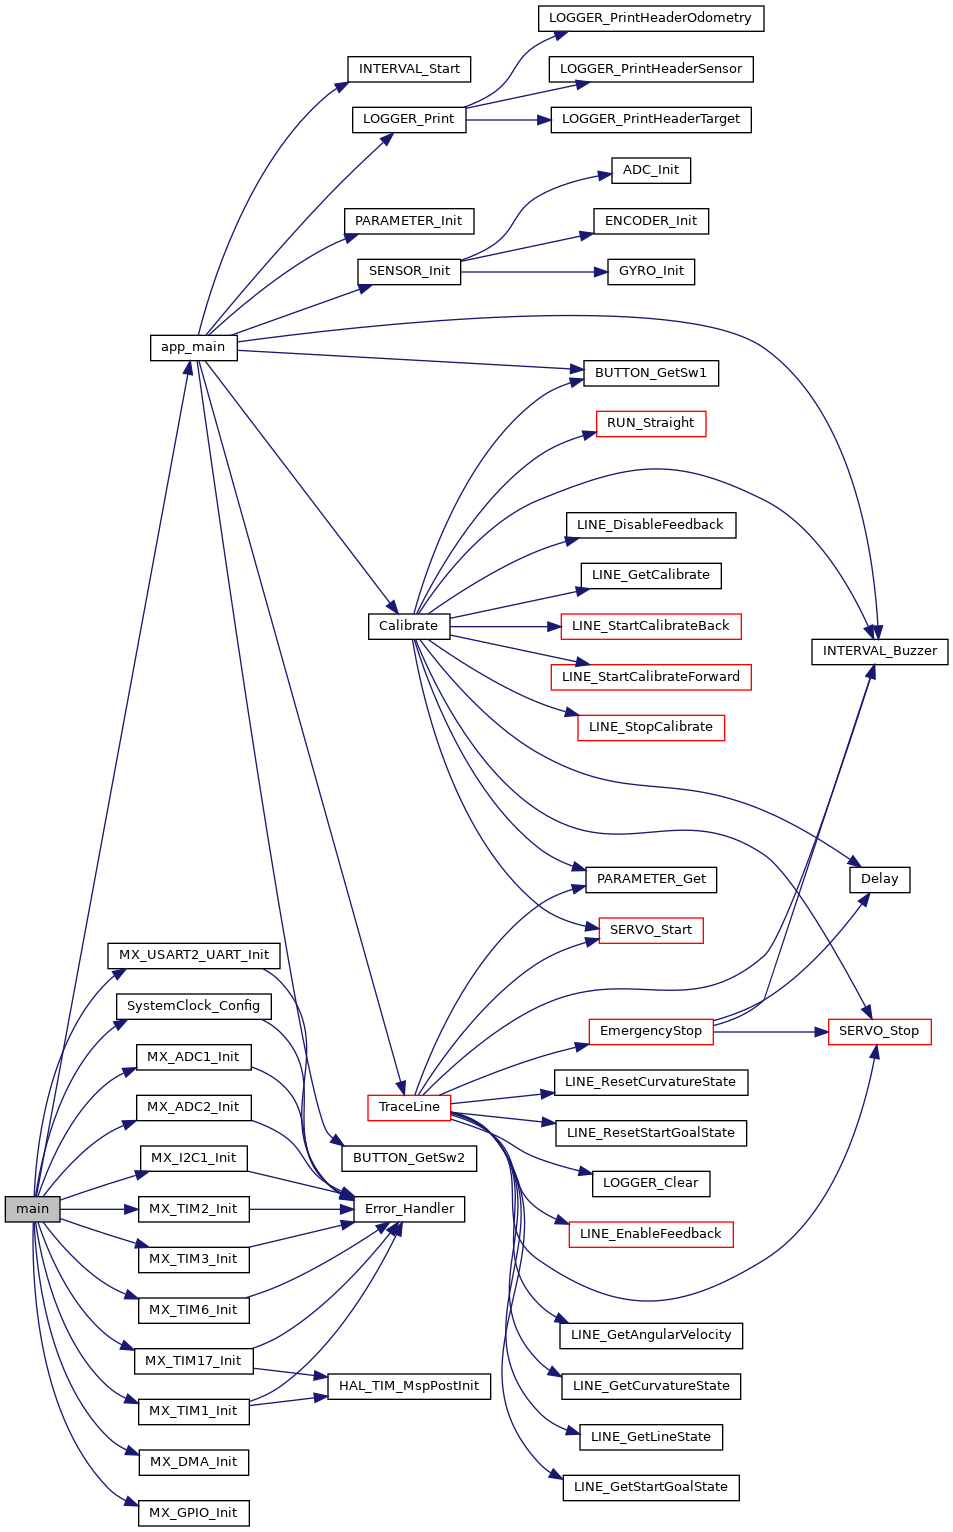 LOGGER_PrintHeaderOdometry
INTERVAL_Start
LOGGER_PrintHeaderSensor
LOGGER_Print
LOGGER_PrintHeaderTarget
ADC_Init
PARAMETER_Init
ENCODER_Init
SENSOR_Init
GYRO_Init
app_main
BUTTON_GetSw1
RUN_Straight
LINE_DisableFeedback
LINE_GetCalibrate
Calibrate
LINE_StartCalibrateBack
INTERVAL_Buzzer
LINE_StartCalibrateForward
LINE_StopCalibrate
PARAMETER_Get
Delay
SERVO_Start
MX_USART2_UART_Init
SystemClock_Config
EmergencyStop
SERVO_Stop
MX_ADC1_Init
LINE_ResetCurvatureState
MX_ADC2_Init
TraceLine
LINE_ResetStartGoalState
MX_I2C1_Init
BUTTON_GetSw2
LOGGER_Clear
main
MX_TIM2_Init
Error_Handler
LINE_EnableFeedback
MX_TIM3_Init
MX_TIM6_Init
LINE_GetAngularVelocity
MX_TIM17_Init
HAL_TIM_MspPostInit
LINE_GetCurvatureState
MX_TIM1_Init
LINE_GetLineState
MX_DMA_Init
LINE_GetStartGoalState
MX_GPIO_Init